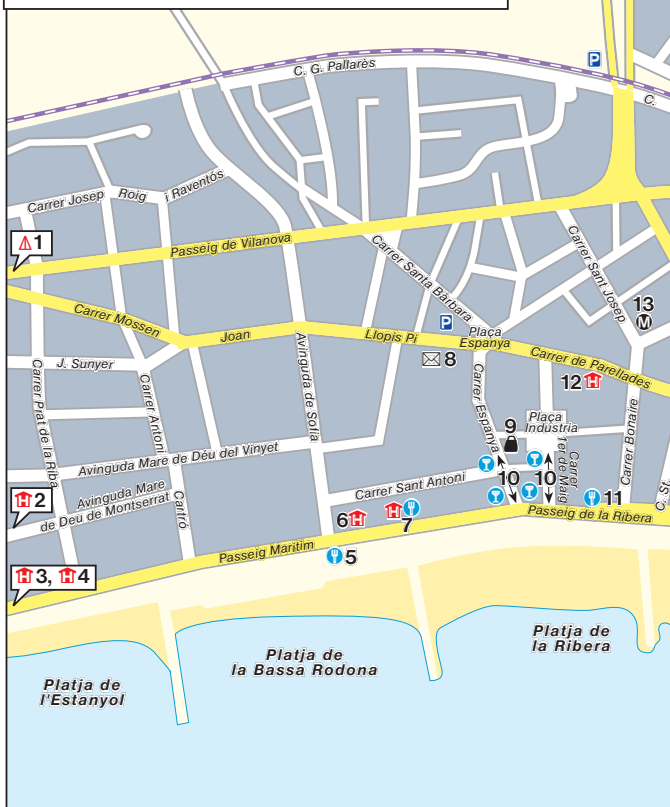 P
C. G. Pallarès
C.
Carrer Josep Roig i Raventós
1
Passeig de Vilanova
Carrer Santa Bàrbara
Carrer Sant Josep
13
M
Carrer Mossen Joan Llopis Pi
P
Plaça
Espanya
8
Carrer de Parellades
12
J. Sunyer
Carrer Prat de la Riba
Carrer Antoni Cartró
Avinguda de Sofia
Carrer Espanya
9
Plaça
Indústria
Carrer
1er de Maig
Carrer Bonaire
Avinguda Mare de Déu del Vinyet
10
10
Carrer Sant Antoni
2
Avinguda Mare
de Deu de Montserrat
6
7
11
C. St.
Passeig de la Ribera
Passeig Maritim
5
3, 4
Platja de
la Ribera
Platja de
la Bassa Rodona
Platja de
l'Estanyol